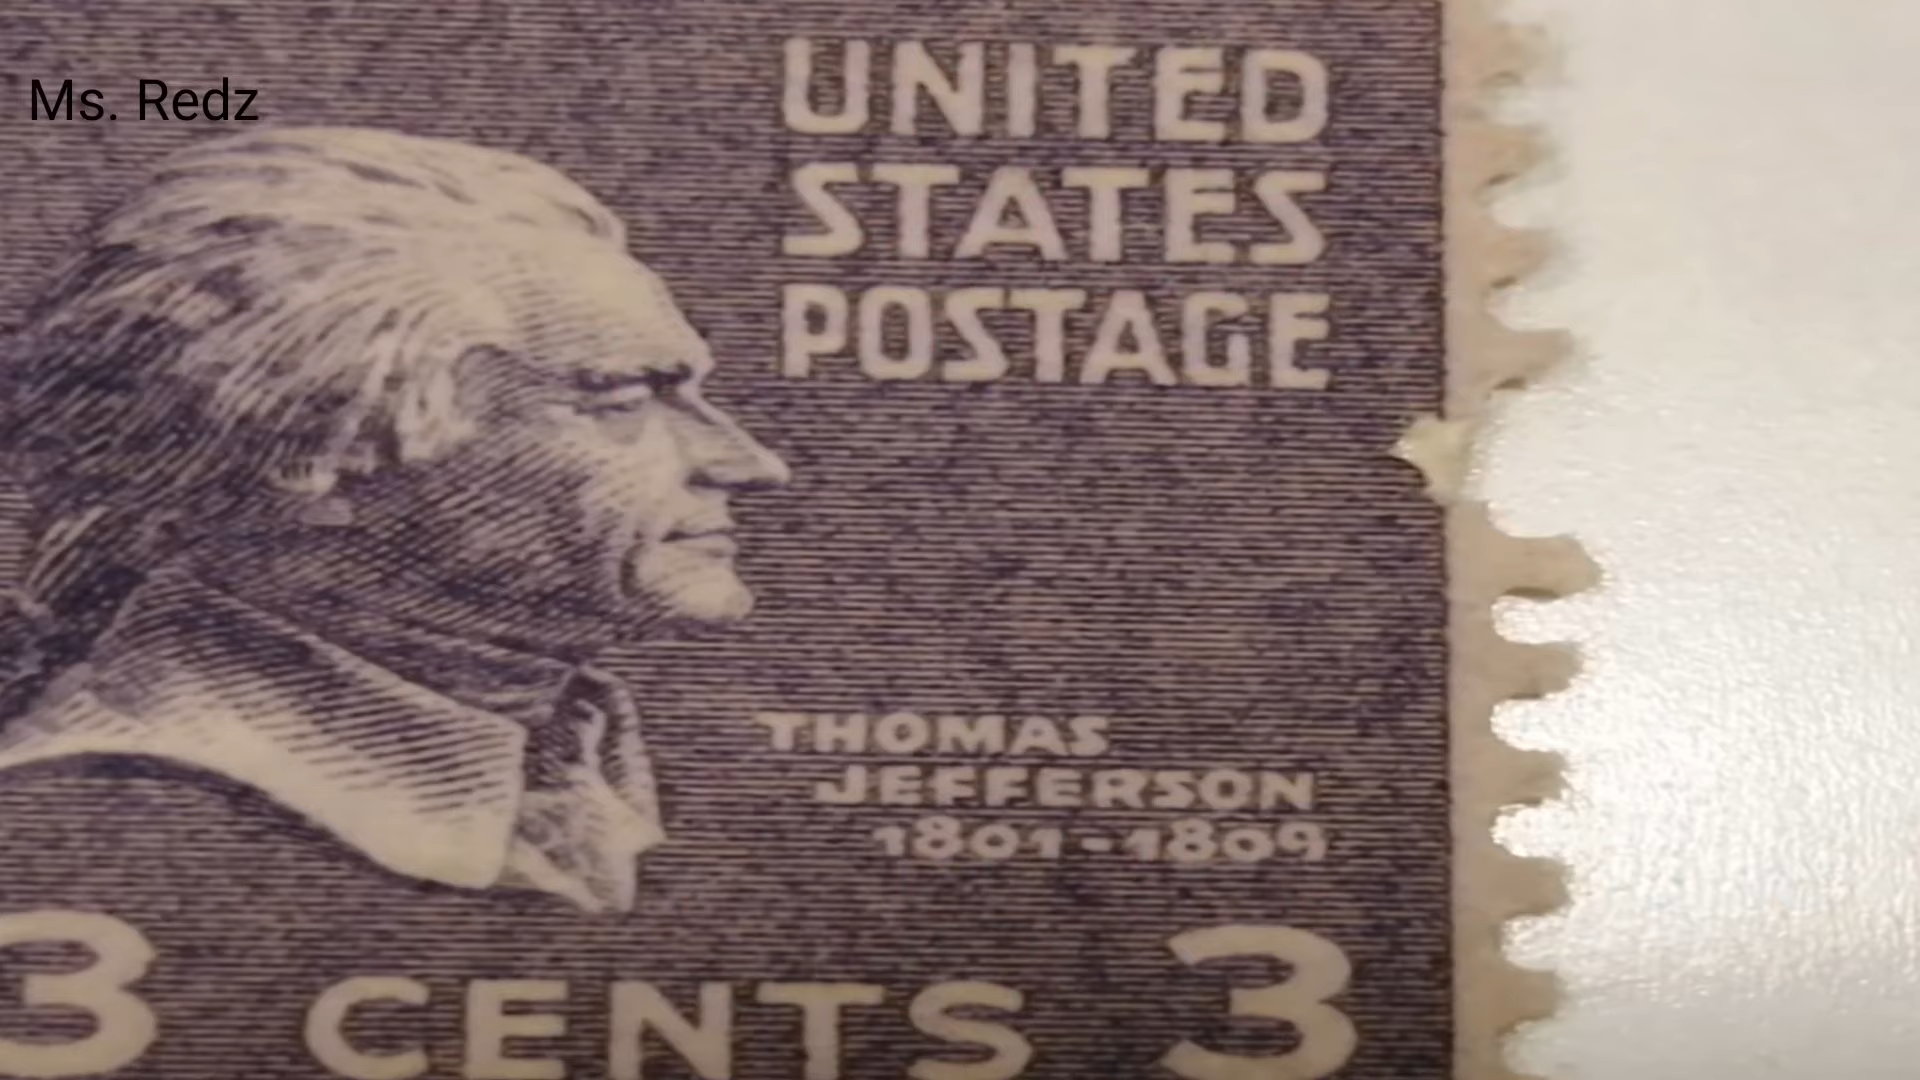 Ms. Redz
UNITED
STATES
POSTAGE
THOMAS
JEFFERSON
1801-1809
3 CENTS 3